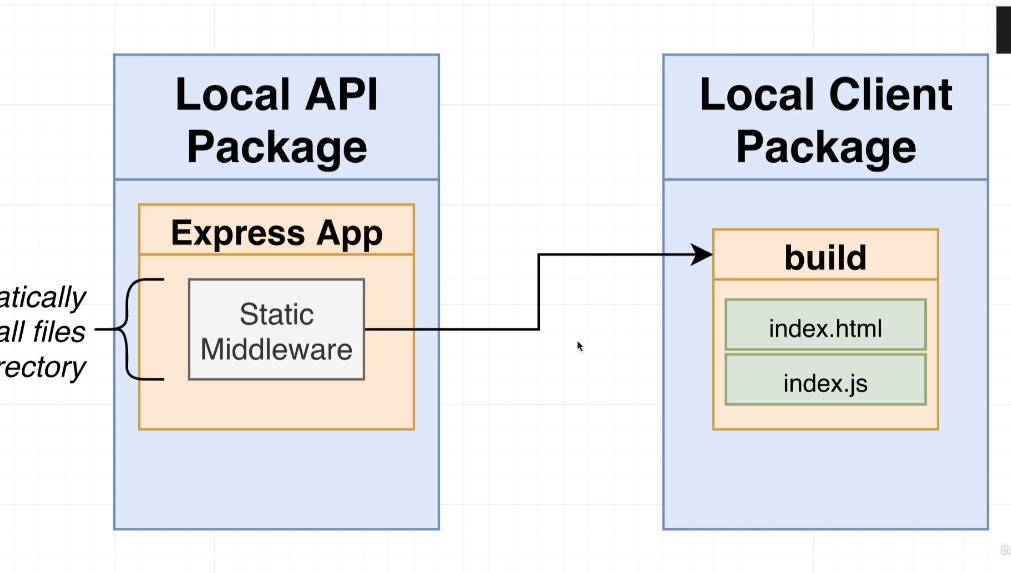 Local API
Package
Local Client
Package
Express App
build
atically
all files
rectory
Static
Middleware
index.html
index.js